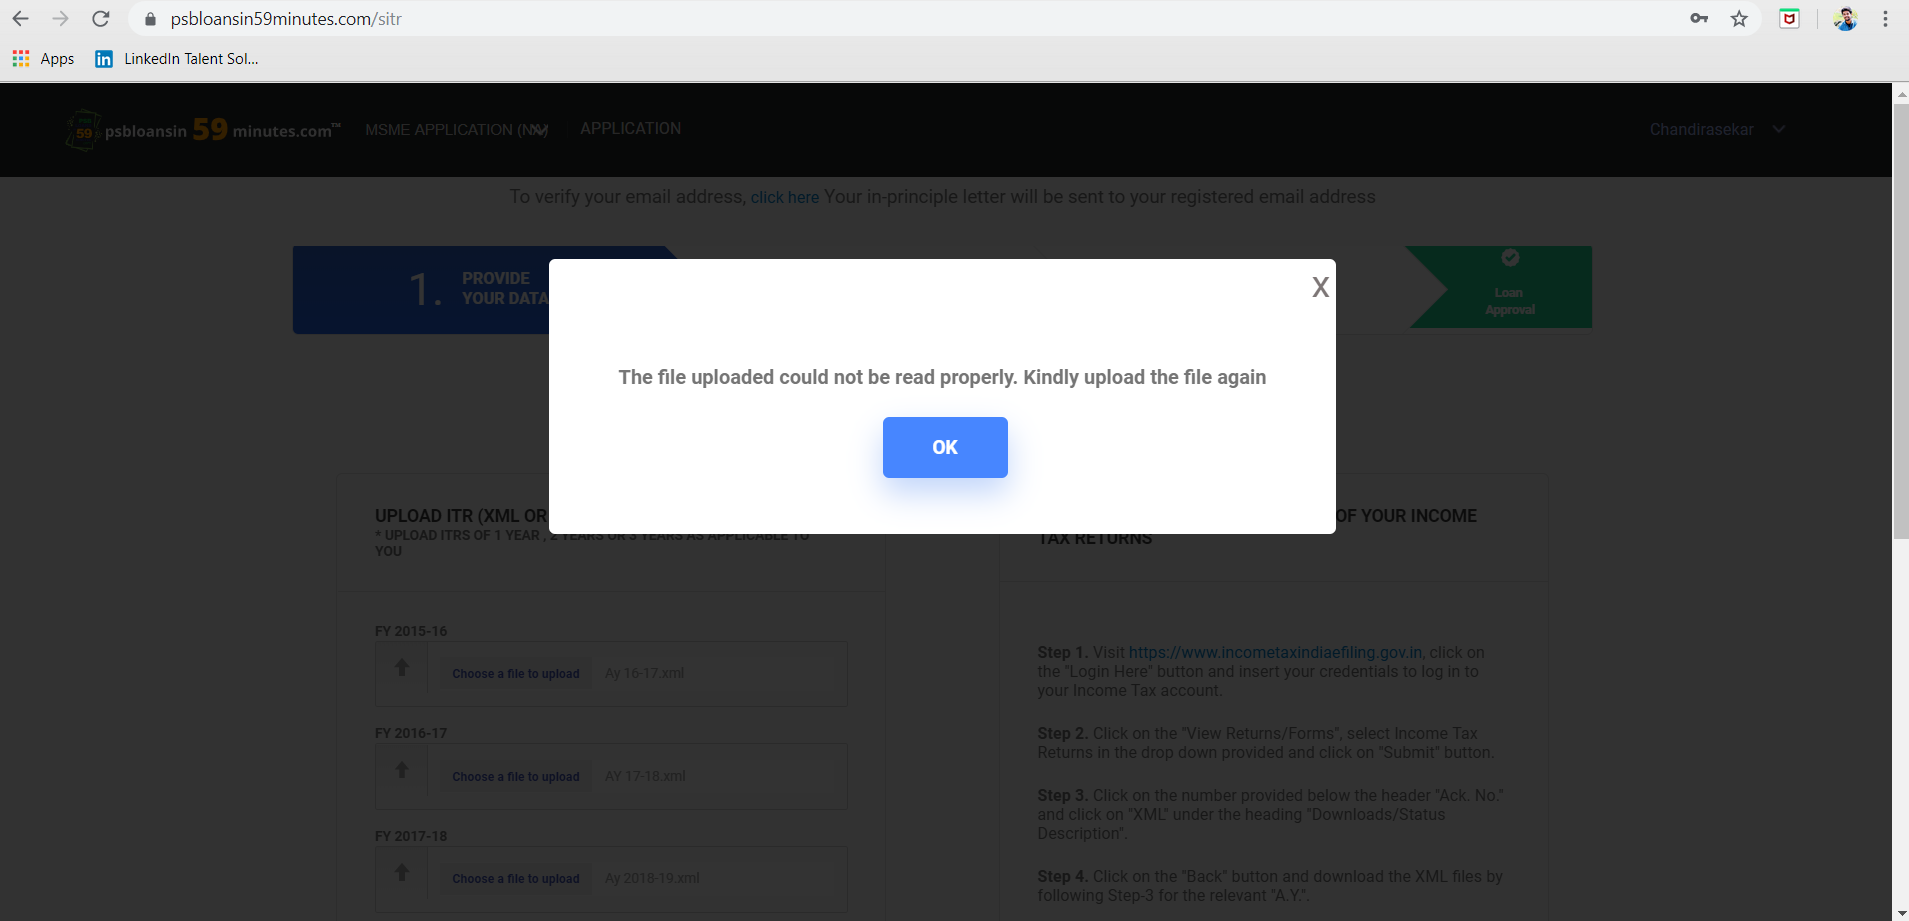 psbloansin59minutes.com/sitr
Apps
LinkedIn Talent Sol...
psbloansin 59 minutes.com™
MSME APPLICATION
APPLICATION
Chandirasekar
To verify your email address, click here Your in-principle letter will be sent to your registered email address
1. PROVIDE
YOUR DATA
Loan
Approval
X
The file uploaded could not be read properly. Kindly upload the file again
OK
UPLOAD ITR (XML OR
* UPLOAD ITRS OF 1 YEAR , 2 YEARS OR 3 YEARS AS APPLICABLE TO
YOU
FY 2015-16
Choose a file to upload Ay 16-17.xml
FY 2016-17
Choose a file to upload AY 17-18.xml
FY 2017-18
Choose a file to upload Ay 2018-19.xml
OF YOUR INCOME
TAX RETURNS
Step 1. Visit https://www.incometaxindiaefiling.gov.in, click on
the "Login Here" button and insert your credentials to log in to
your Income Tax account.
Step 2. Click on the "View Returns/Forms", select Income Tax
Returns in the drop down provided and click on "Submit" button.
Step 3. Click on the number provided below the header "Ack. No."
and click on "XML" under the heading "Downloads/Status
Description".
Step 4. Click on the "Back" button and download the XML files by
following Step-3 for the relevant "A.Y.".